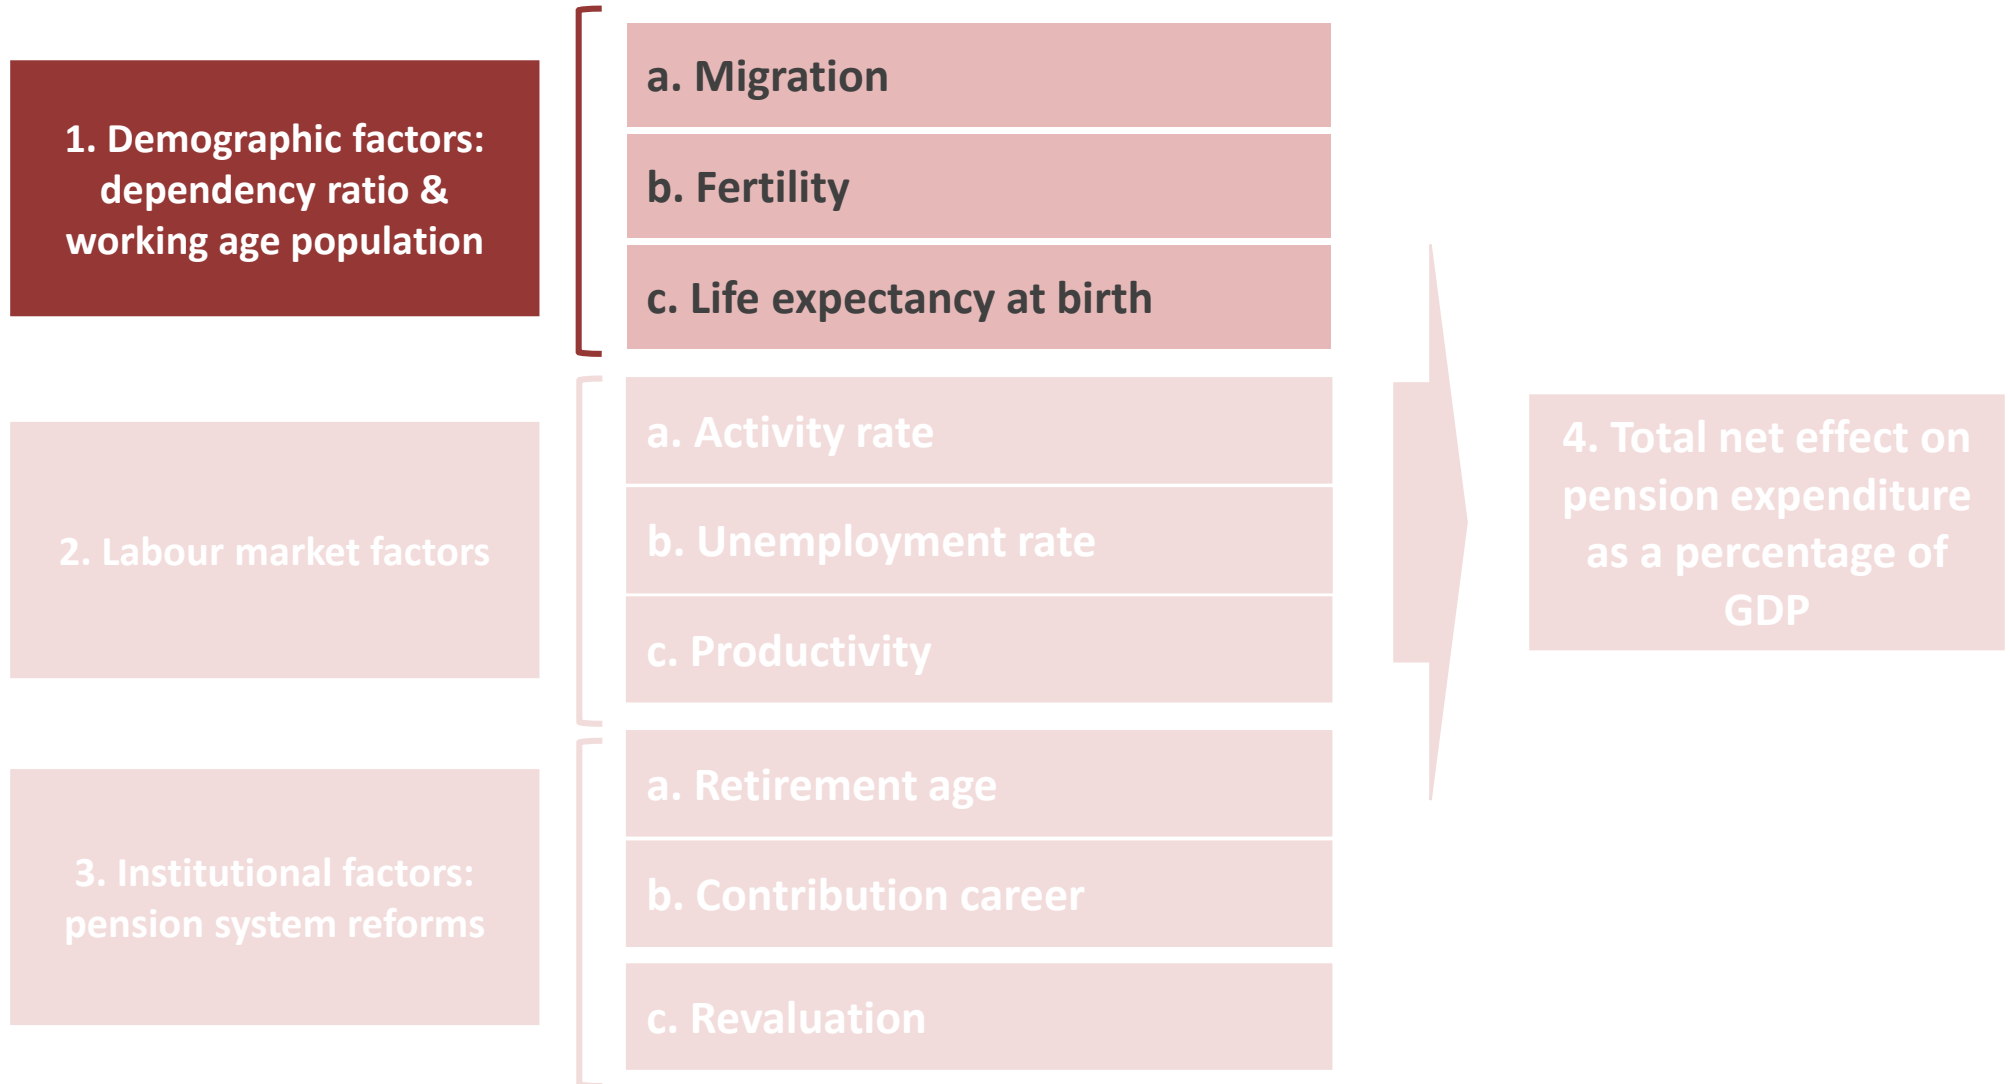 1. Demographic factors:
dependency ratio &
working age population
a. Migration
b. Fertility
c. Life expectancy at birth
2. Labour market factors
a. Activity rate
b. Unemployment rate
c. Productivity
3. Institutional factors:
pension system reforms
a. Retirement age
b. Contribution career
c. Revaluation
4. Total net effect on
pension expenditure
as a percentage of
GDP